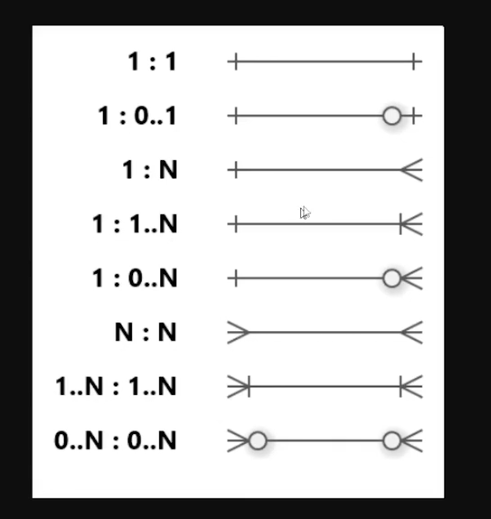 1 : 1
1 : 0..1
1 : N
1 : 1..N
1 : 0..N
N : N
1..N : 1..N
0..N : 0..N